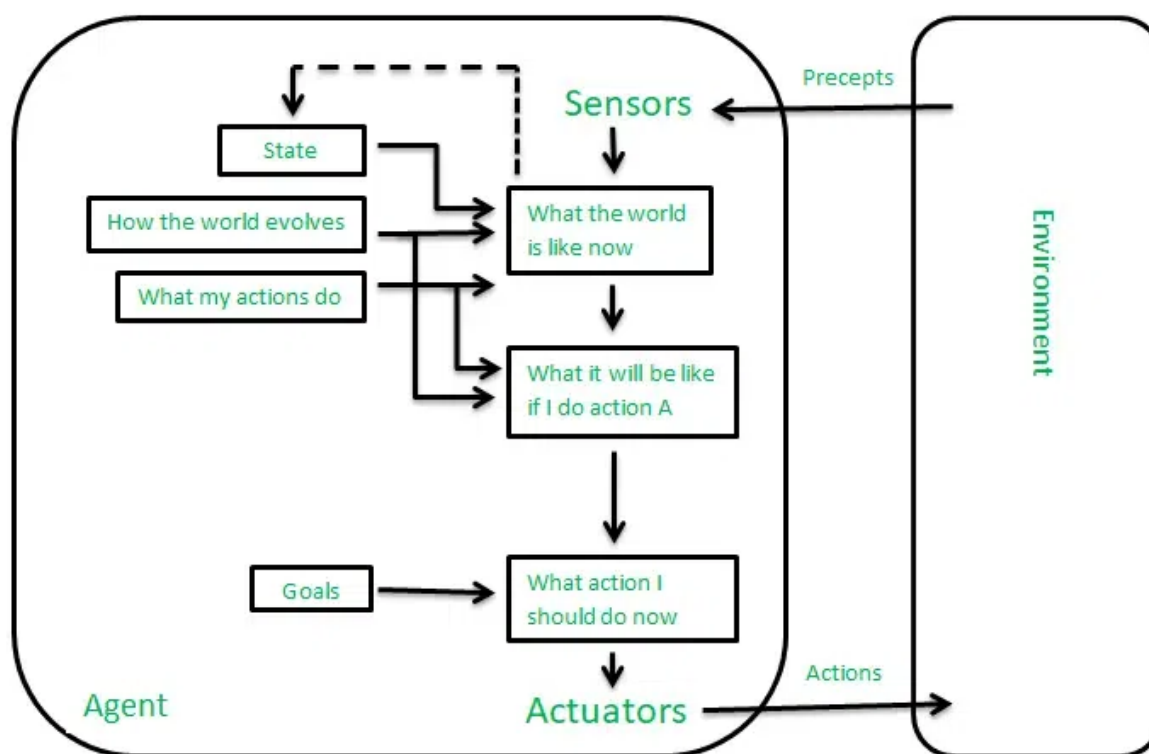 Precepts
Sensors
State
How the world evolves
What my actions do
What the world
is like now
What it will be like
if I do action A
Goals
What action I
should do now
Agent
Actuators
Actions
Environment